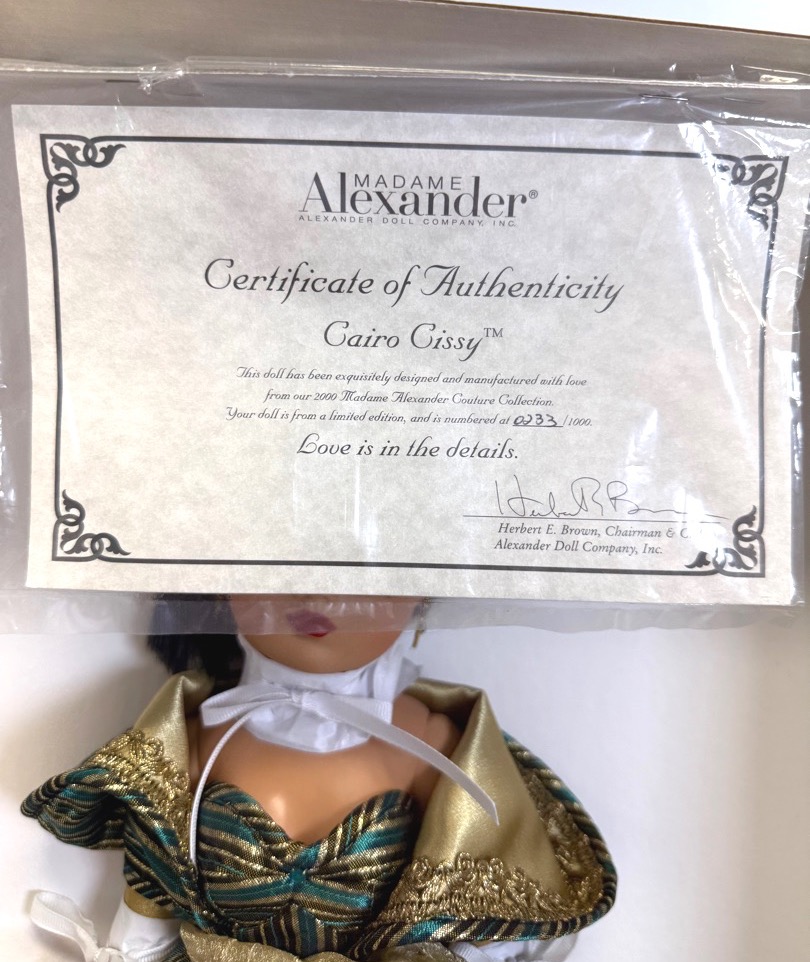 MADAME
Alexander®
ALEXANDER DOLL COMPANY, INC.
Certificate of Authenticity
Cairo Cissy™
This doll has been exquisitely designed and manufactured with love
from our 2000 Madame Alexander Couture Collection.
Your doll is from a limited edition, and is numbered at 0233/1000.
Love is in the details.
Herbert E. Brown, Chairman & C
Alexander Doll Company, Inc.